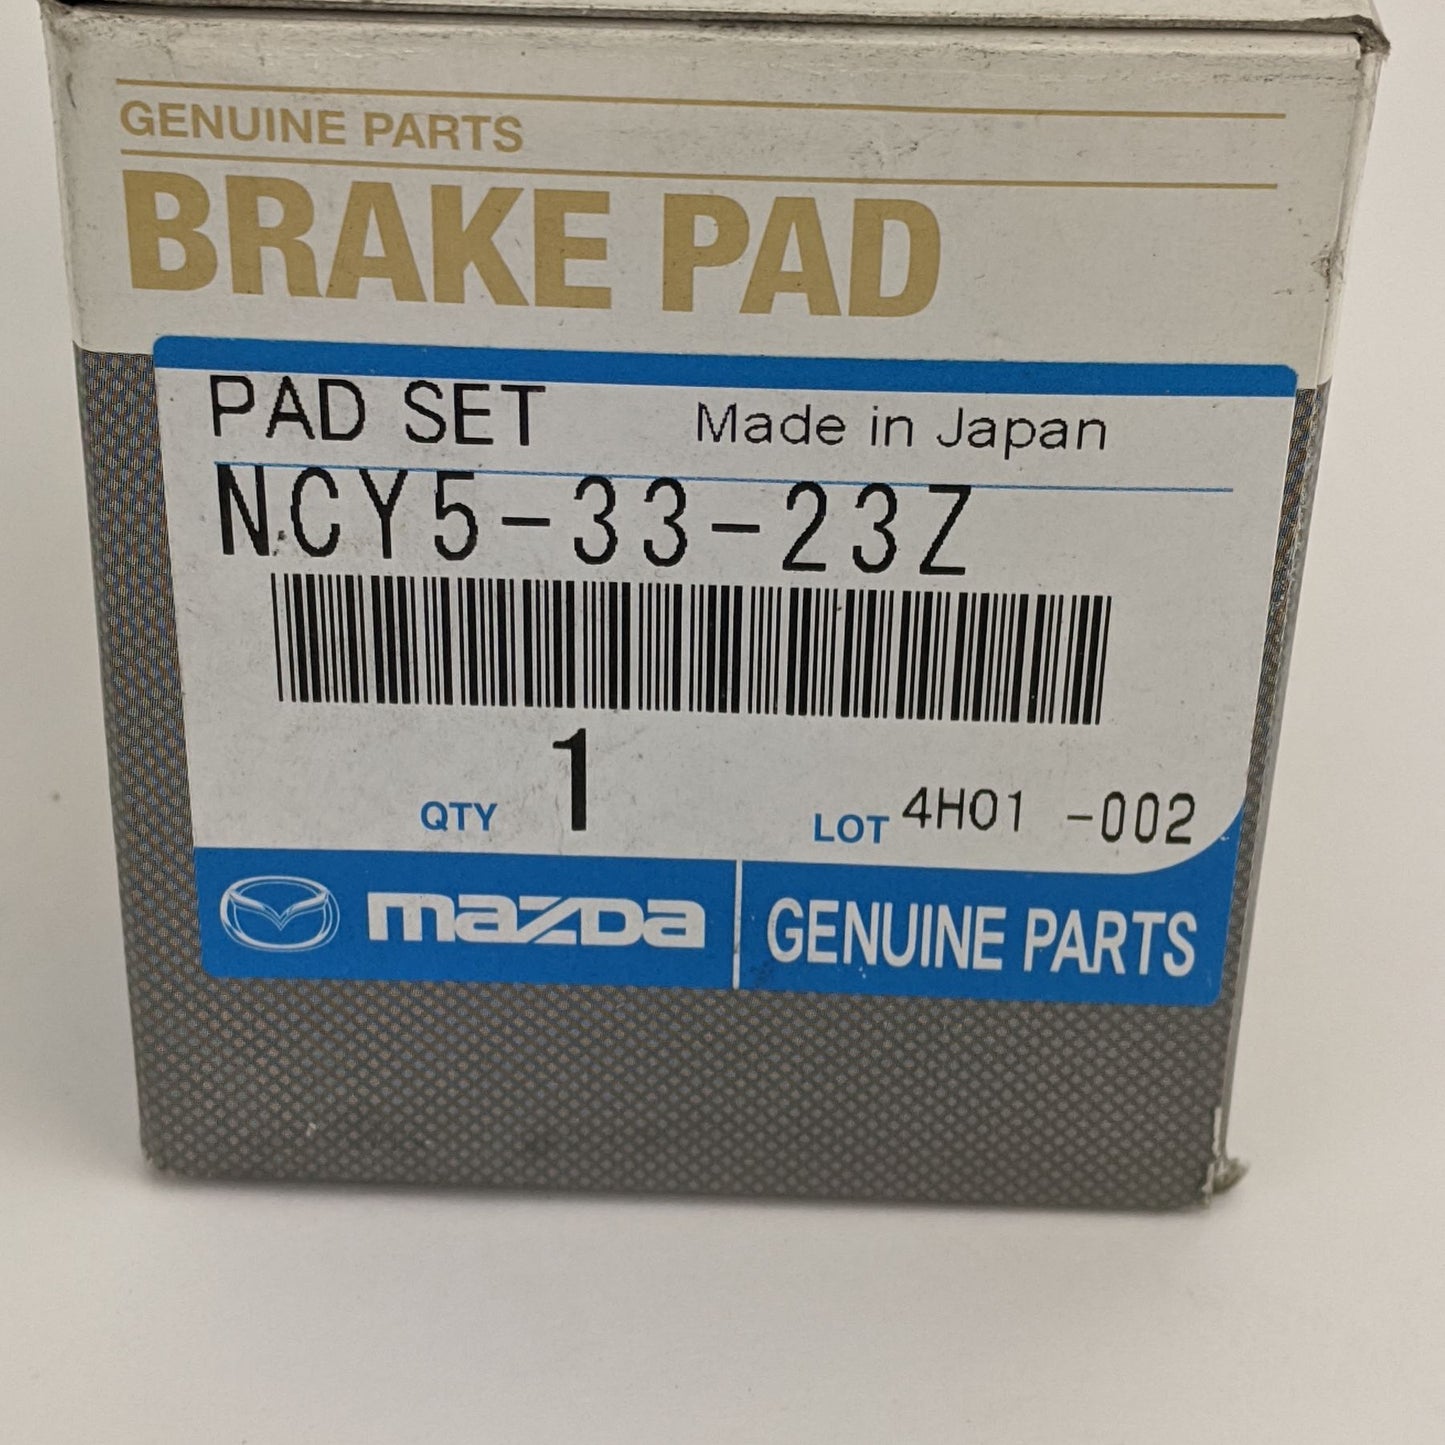 GENUINE PARTS
BRAKE PAD
PAD SET Made in Japan
NCY5-33-23Z
QTY 1 LOT 4H01 -002
mazda GENUINE PARTS